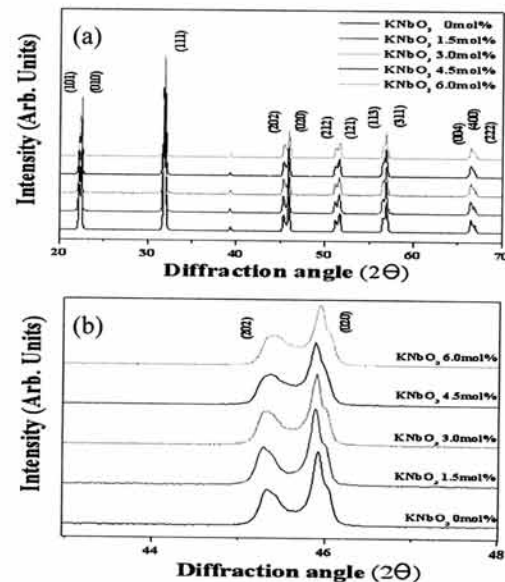 (a)
KNbO3 0mol%
KNbO3 1.5mol%
KNbO3 3.0mol%
KNbO3 4.5mol%
KNbO3 6.0mol%
(101) (010) (111) (202) (020) (212) (121) (113) (311) (004) (400) (222)
Intensity (Arb. Units)
20 30 40 50 60 70
Diffraction angle (2Θ)
(b)
(202) (020)
KNbO3 6.0mol%
KNbO3 4.5mol%
KNbO3 3.0mol%
KNbO3 1.5mol%
KNbO3 0mol%
Intensity (Arb. Units)
44 46 48
Diffraction angle (2Θ)